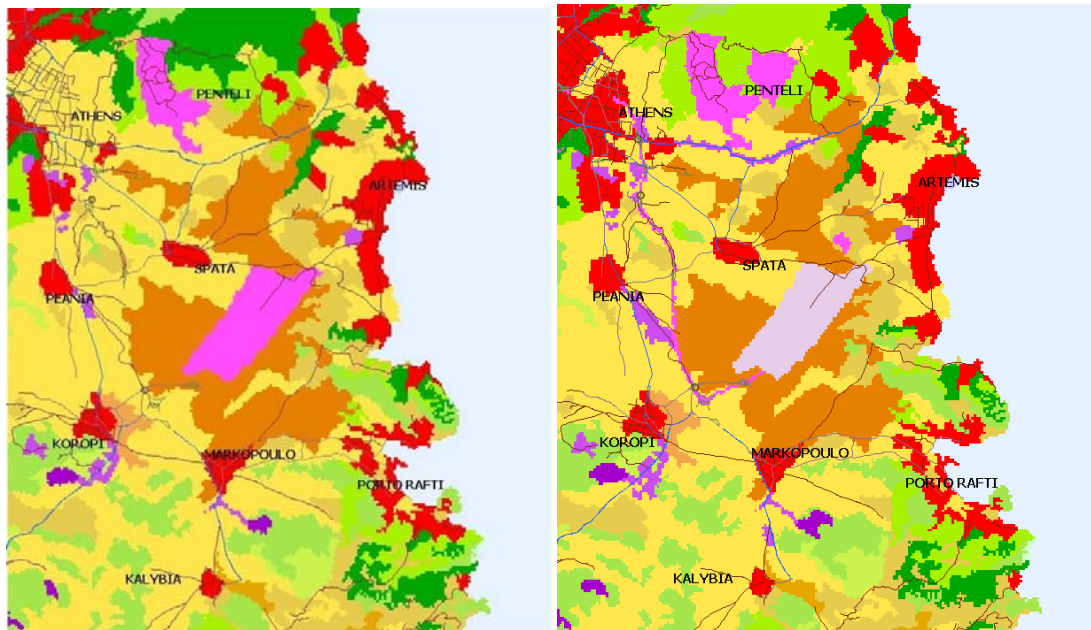 PENTELI
ATHENS
ARTEMIS
SPATA
PEANIA
KOROPI
MARKOPOULO
PORTO RAFTI
KALYBIA
PENTELI
ATHENS
ARTEMIS
SPATA
PEANIA
KOROPI
MARKOPOULO
PORTO RAFTI
KALYBIA